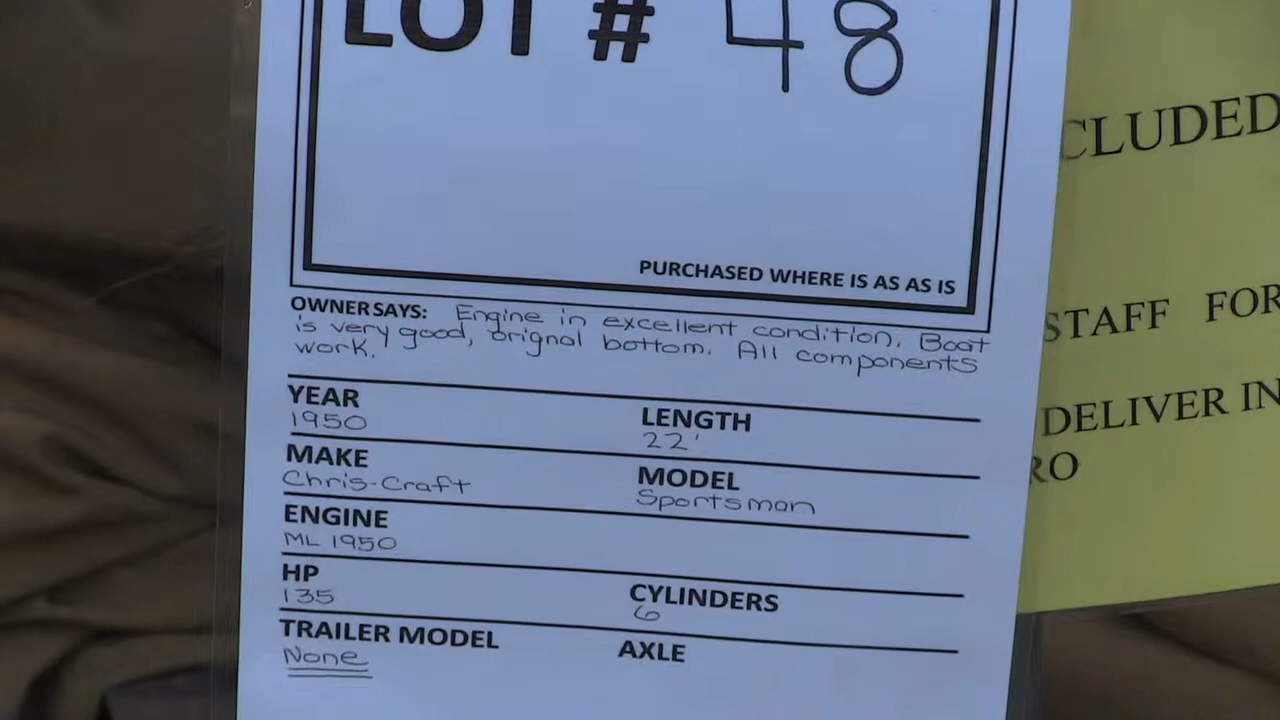 LOT # 48
PURCHASED WHERE IS AS AS IS
OWNER SAYS: Engine in excellent condition. Boat
is very good, orignal bottom. All components
work.
YEAR LENGTH
1950 22'
MAKE MODEL
Chris-Craft Sportsman
ENGINE
ML 1950
HP CYLINDERS
135 6
TRAILER MODEL AXLE
None
CLUDED
STAFF FOR
DELIVER IN
RO